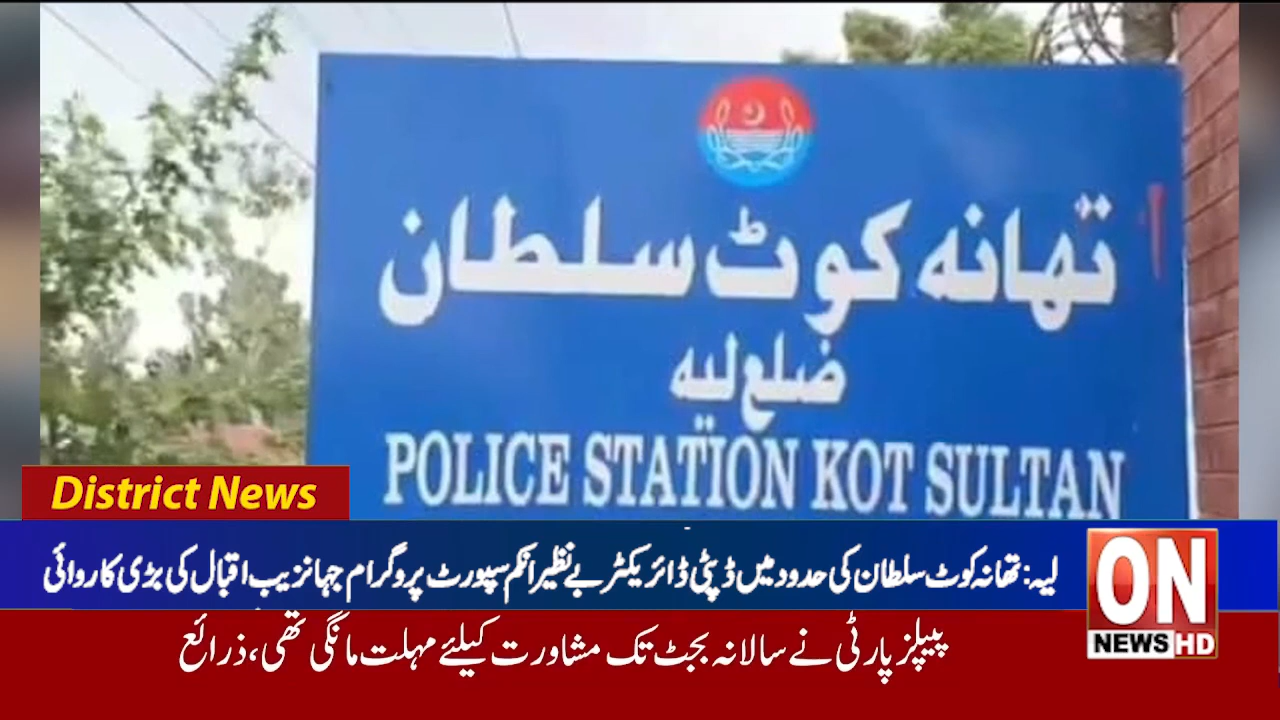 تھانہ کوٹ سلطان
ضلع لیہ
POLICE STATION KOT SULTAN
District News
لیہ: تھانہ کوٹ سلطان کی حدود میں ڈپٹی ڈائریکٹر بے نظیر انکم سپورٹ پروگرام جہانزیب اقبال کی بڑی کاروائی
پیپلز پارٹی نے سالانہ بجٹ تک مشاورت کیلئے مہلت مانگی تھی، ذرائع
ON
NEWS HD